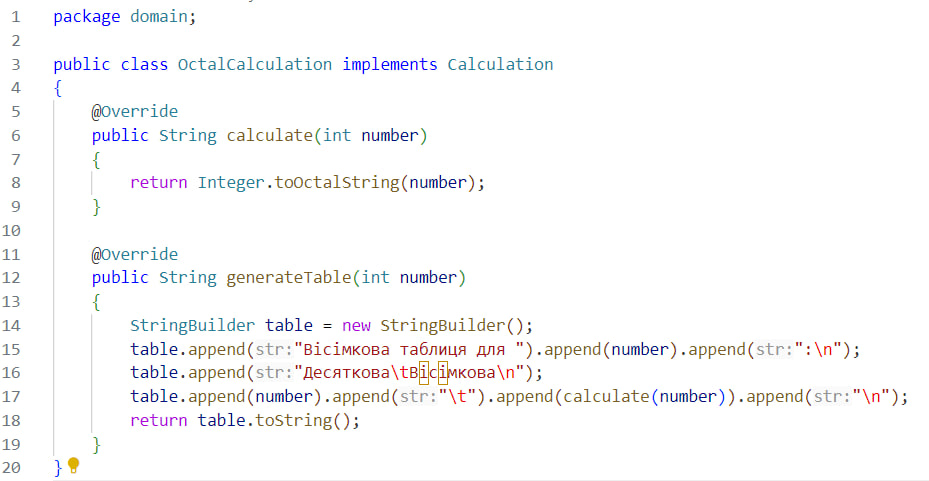 1 package domain;
2
3 public class OctalCalculation implements Calculation
4 {
5     @Override
6     public String calculate(int number)
7     {
8         return Integer.toOctalString(number);
9     }
10
11     @Override
12     public String generateTable(int number)
13     {
14         StringBuilder table = new StringBuilder();
15         table.append(str:"Вісімкова таблиця для ").append(number).append(str:":\n");
16         table.append(str:"Десяткова\tВісімкова\n");
17         table.append(number).append(str:"\t").append(calculate(number)).append(str:"\n");
18         return table.toString();
19     }
20 }